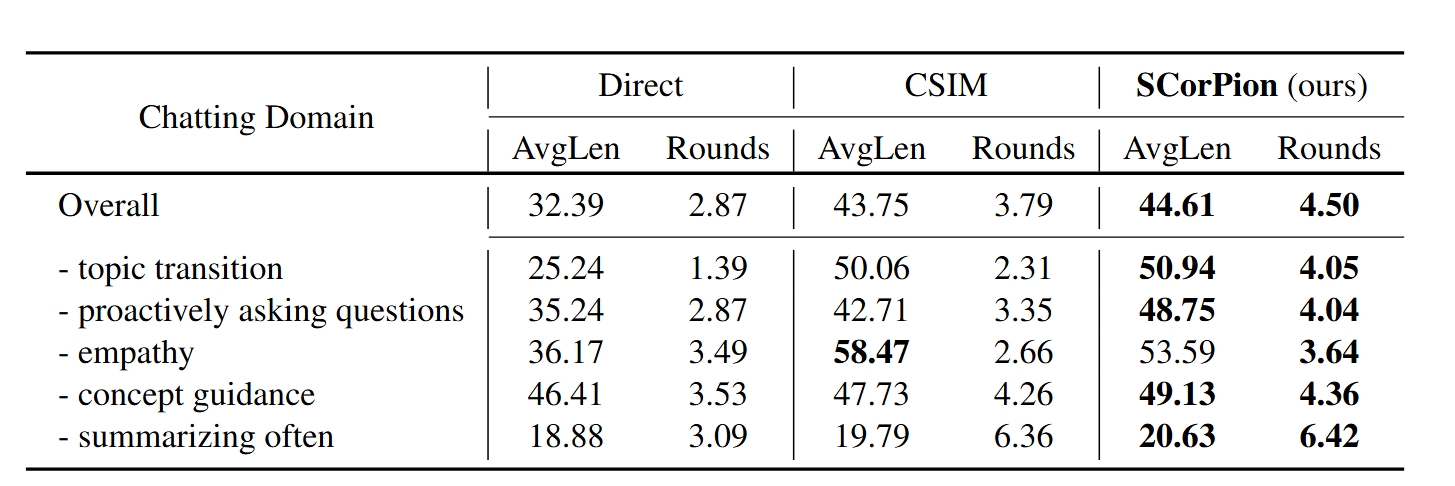 Chatting Domain Direct CSIM SCorPion (ours)
AvgLen Rounds AvgLen Rounds AvgLen Rounds
Overall 32.39 2.87 43.75 3.79 44.61 4.50
- topic transition 25.24 1.39 50.06 2.31 50.94 4.05
- proactively asking questions 35.24 2.87 42.71 3.35 48.75 4.04
- empathy 36.17 3.49 58.47 2.66 53.59 3.64
- concept guidance 46.41 3.53 47.73 4.26 49.13 4.36
- summarizing often 18.88 3.09 19.79 6.36 20.63 6.42